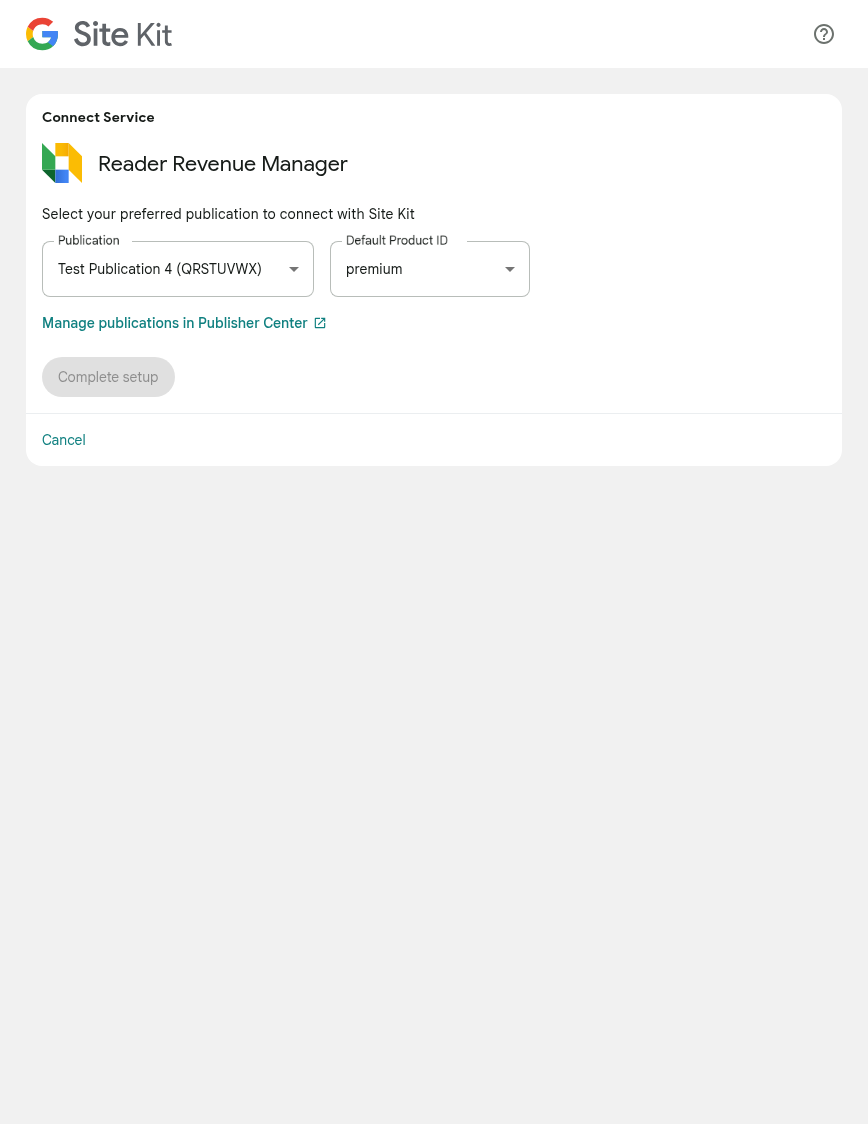 Site Kit
Connect Service
Reader Revenue Manager
Select your preferred publication to connect with Site Kit
Publication
Test Publication 4 (QRSTUVWX)
Default Product ID
premium
Manage publications in Publisher Center
Complete setup
Cancel